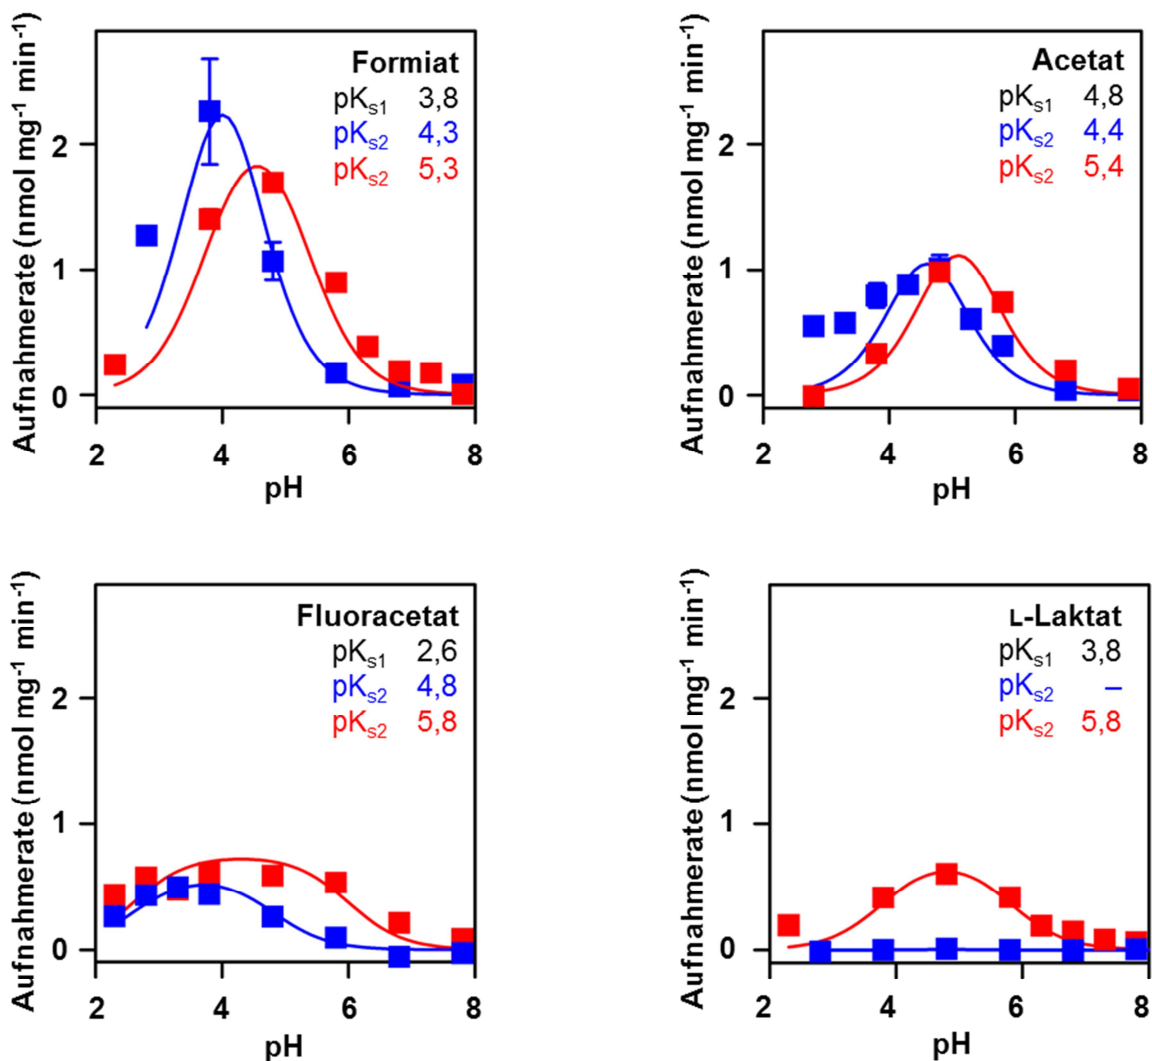 Formiat
pKs1 3,8
pKs2 4,3
pKs2 5,3
Aufnahmerate (nmol mg-1 min-1)
2
1
0
2 4 6 8
pH
Acetat
pKs1 4,8
pKs2 4,4
pKs2 5,4
Aufnahmerate (nmol mg-1 min-1)
2
1
0
2 4 6 8
pH
Fluoracetat
pKs1 2,6
pKs2 4,8
pKs2 5,8
Aufnahmerate (nmol mg-1 min-1)
2
1
0
2 4 6 8
pH
L-Laktat
pKs1 3,8
pKs2 –
pKs2 5,8
Aufnahmerate (nmol mg-1 min-1)
2
1
0
2 4 6 8
pH